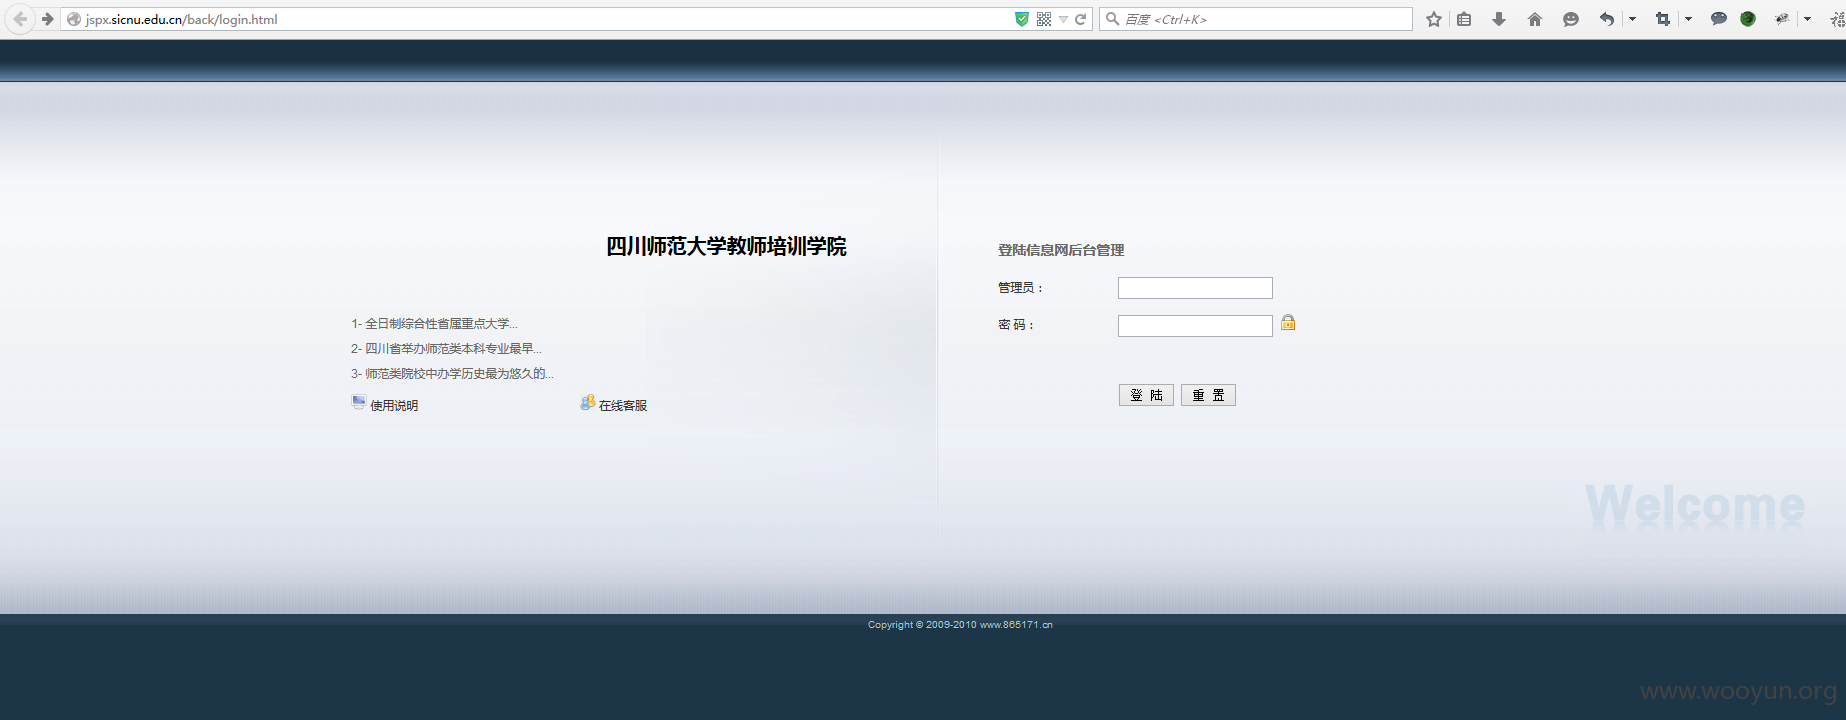 jspx.sicnu.edu.cn/back/login.html
百度 <Ctrl+K>
四川师范大学教师培训学院
1- 全日制综合性省属重点大学...
2- 四川省举办师范类本科专业最早...
3- 师范类院校中办学历史最为悠久的...
使用说明 在线客服
登陆信息网后台管理
管理员：
密 码：
登 陆 重 置
Welcome
Copyright © 2009-2010 www.865171.cn
www.wooyun.org